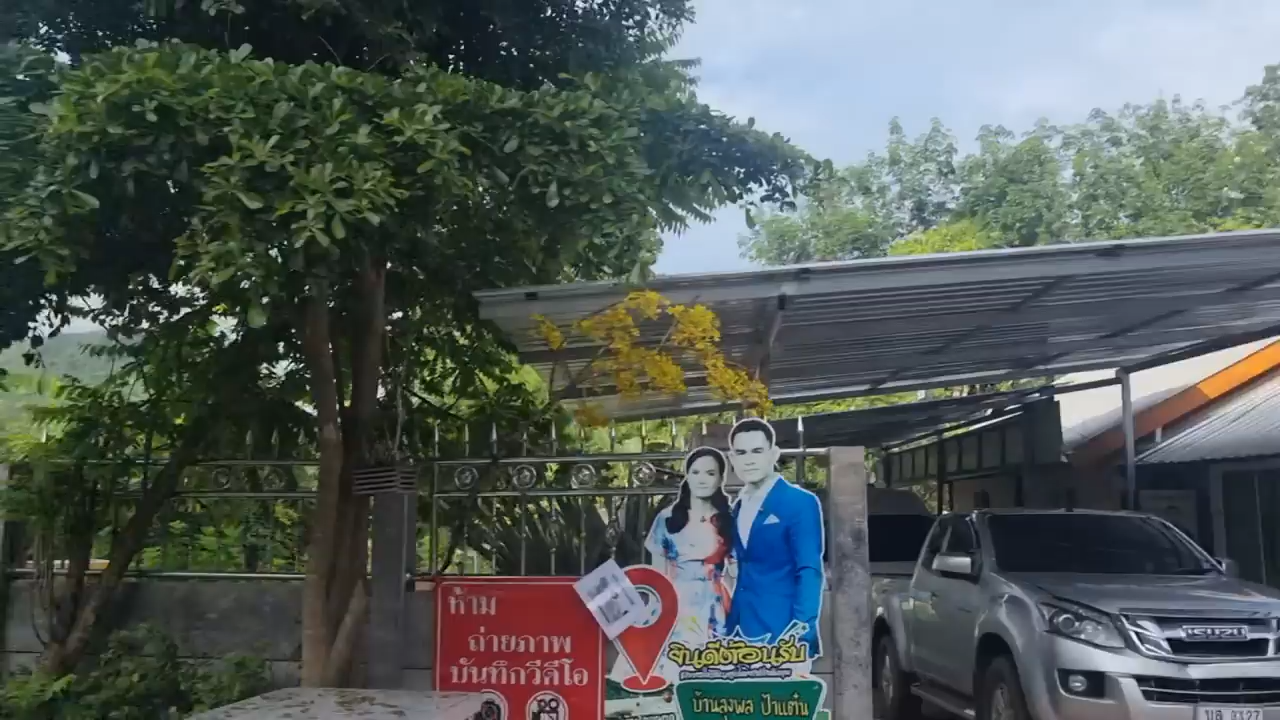 ห้าม
ถ่ายภาพ
บันทึกวีดีโอ
ยินดีต้อนรับ
บ้านลุงพล ป้าแต๋น
ISUZU